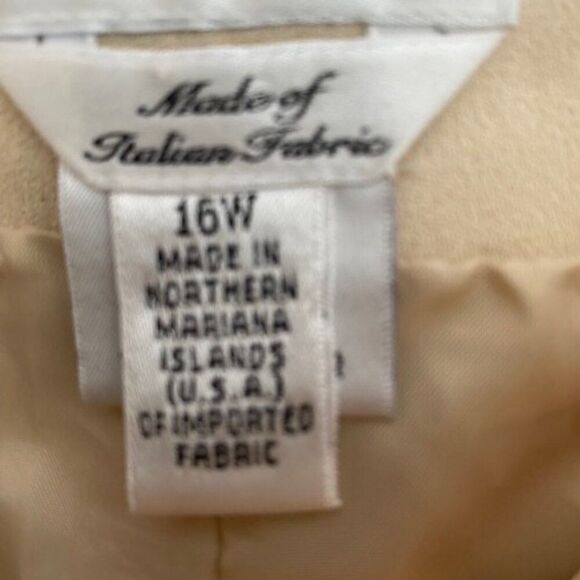 Made of
Italian Fabric
16W
MADE IN
NORTHERN
MARIANA
ISLANDS
(U.S.A.)
OF IMPORTED
FABRIC